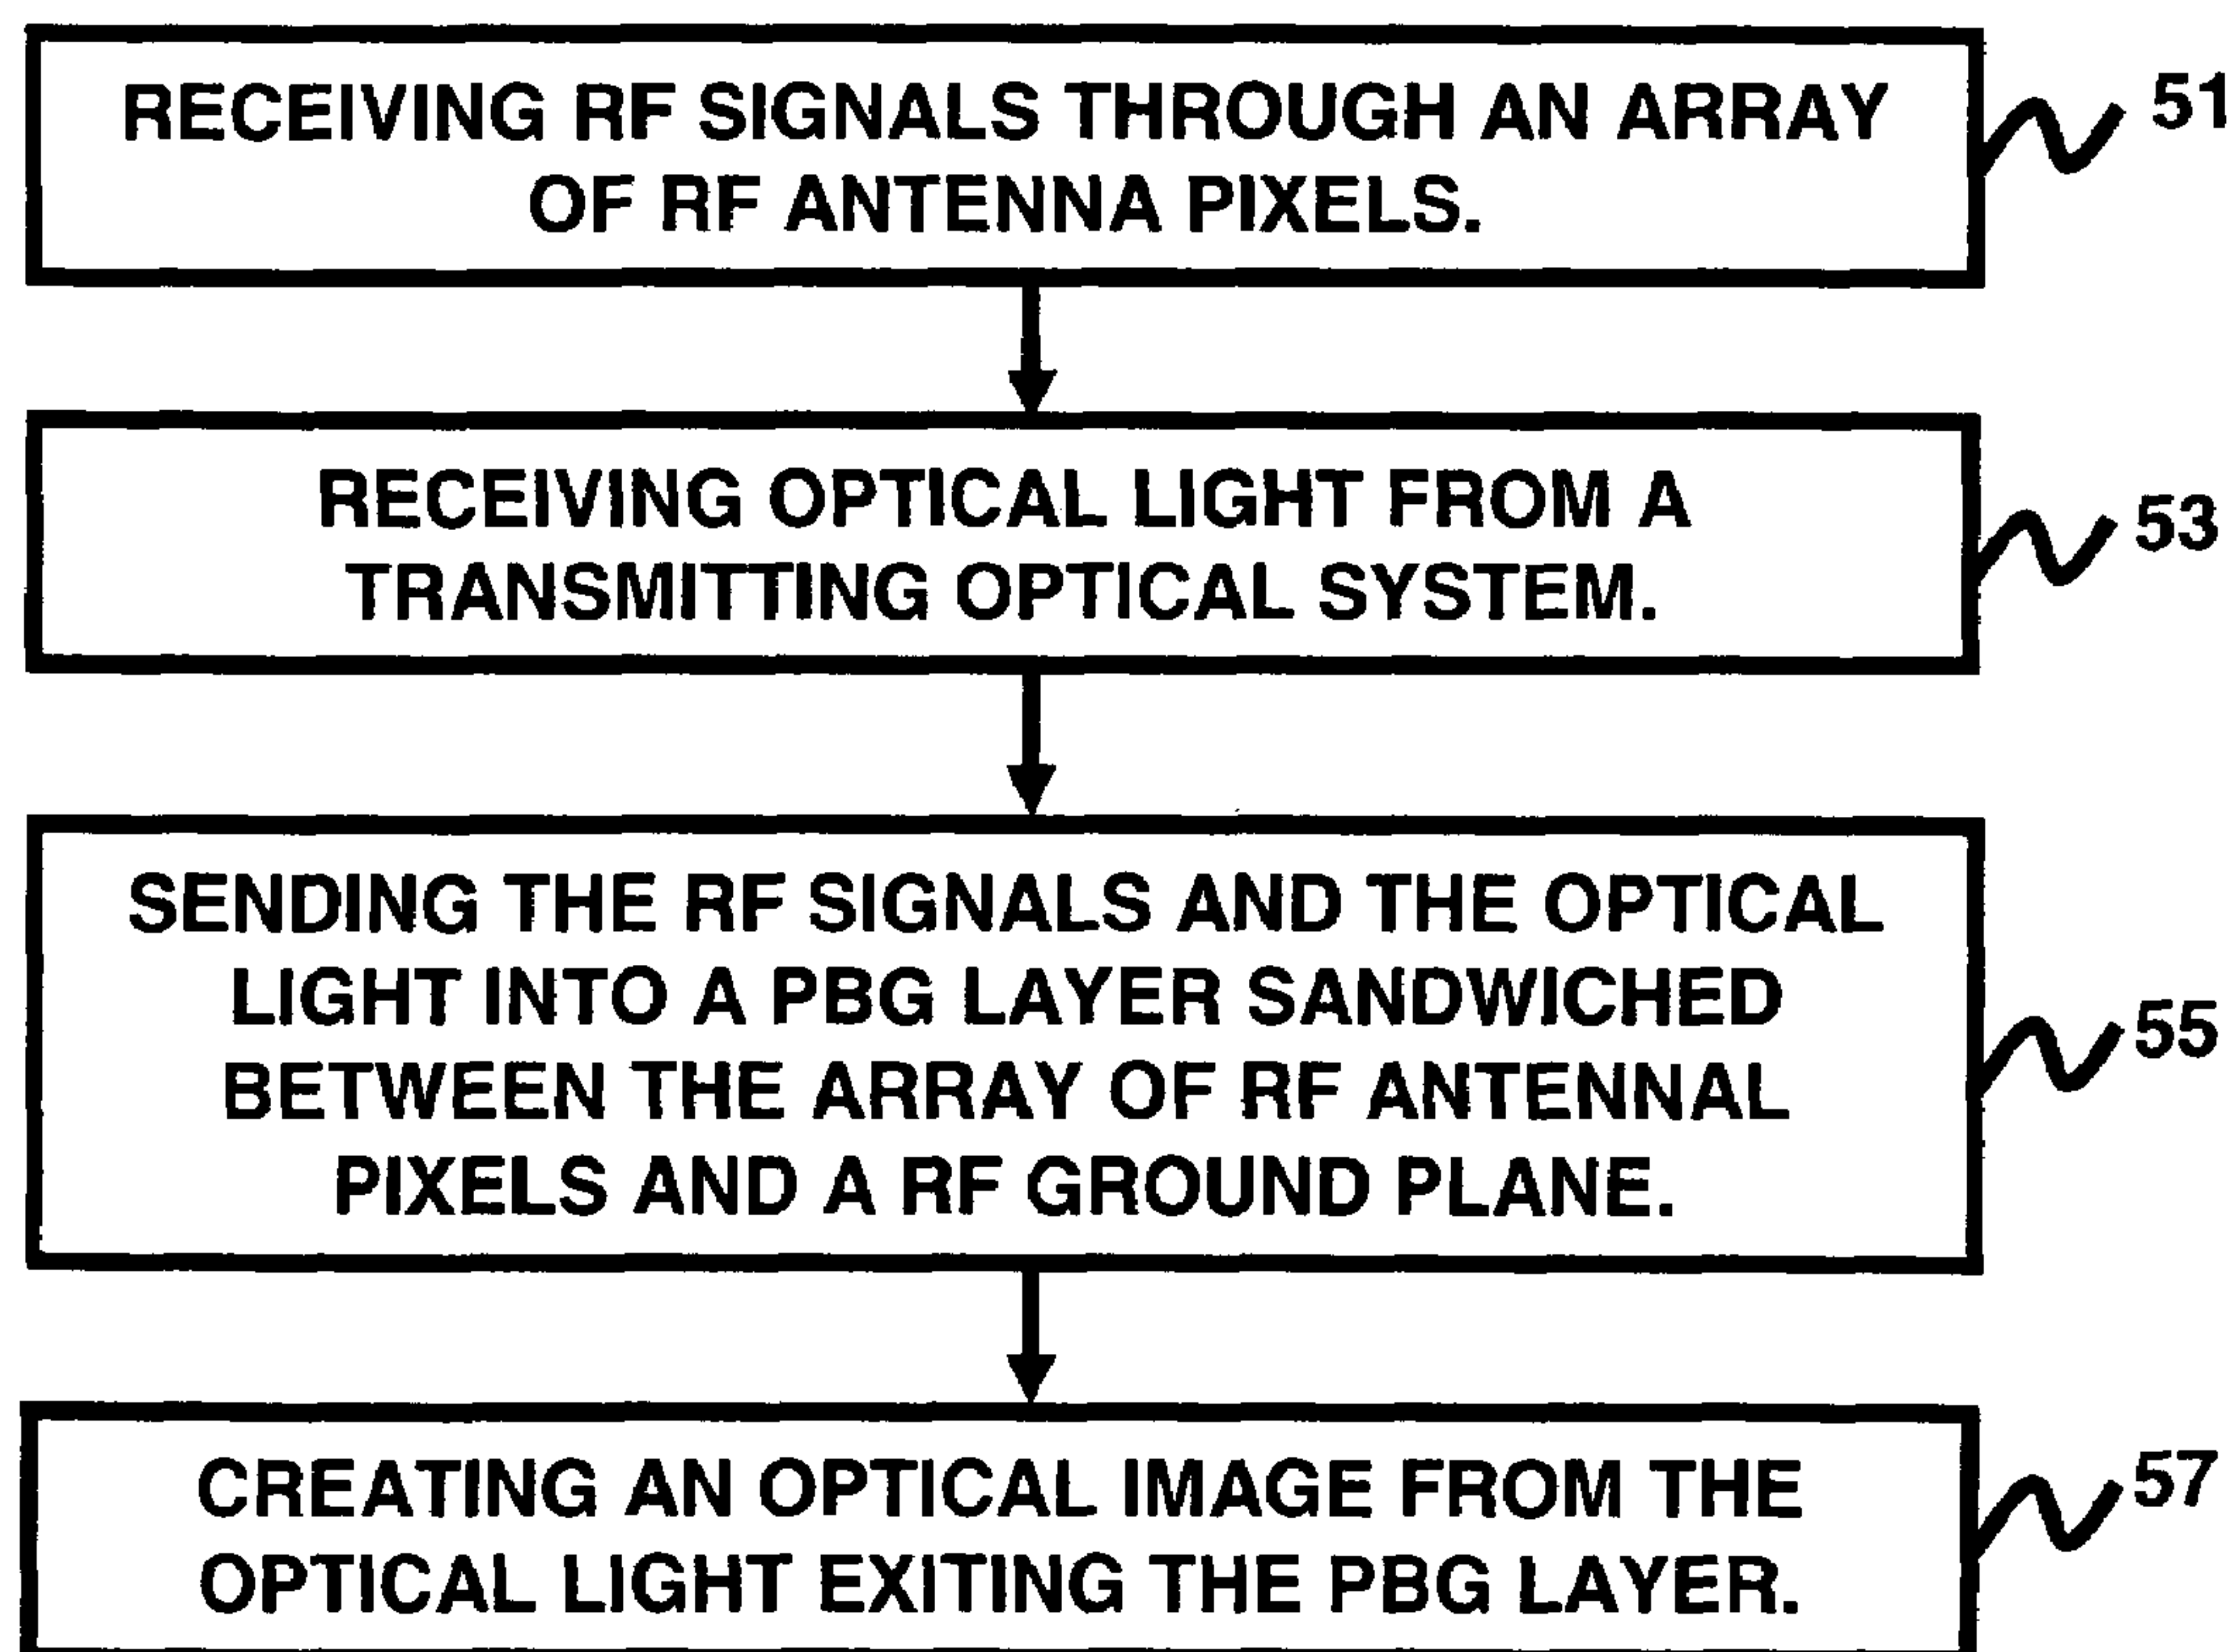 RECEIVING RF SIGNALS THROUGH AN ARRAY
OF RF ANTENNA PIXELS.
51
RECEIVING OPTICAL LIGHT FROM A
TRANSMITTING OPTICAL SYSTEM.
53
SENDING THE RF SIGNALS AND THE OPTICAL
LIGHT INTO A PBG LAYER SANDWICHED
BETWEEN THE ARRAY OF RF ANTENNAL
PIXELS AND A RF GROUND PLANE.
55
CREATING AN OPTICAL IMAGE FROM THE
OPTICAL LIGHT EXITING THE PBG LAYER.
57